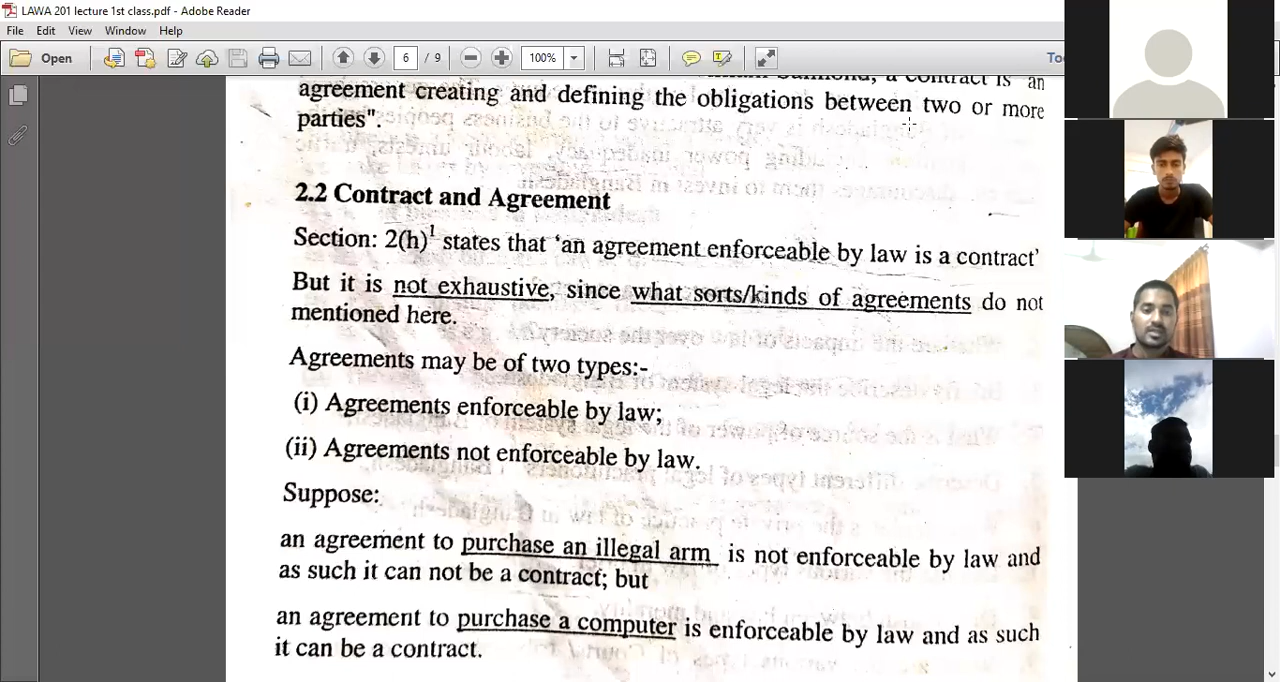 LAWA 201 lecture 1st class.pdf - Adobe Reader
File Edit View Window Help
Open 6 / 9 100%
a contract is an
agreement creating and defining the obligations between two or more
parties".
2.2 Contract and Agreement
Section: 2(h)¹ states that 'an agreement enforceable by law is a contract'
But it is not exhaustive, since what sorts/kinds of agreements do not
mentioned here.
Agreements may be of two types:-
(i) Agreements enforceable by law;
(ii) Agreements not enforceable by law.
Suppose:
an agreement to purchase an illegal arm is not enforceable by law and
as such it can not be a contract; but
an agreement to purchase a computer is enforceable by law and as such
it can be a contract.